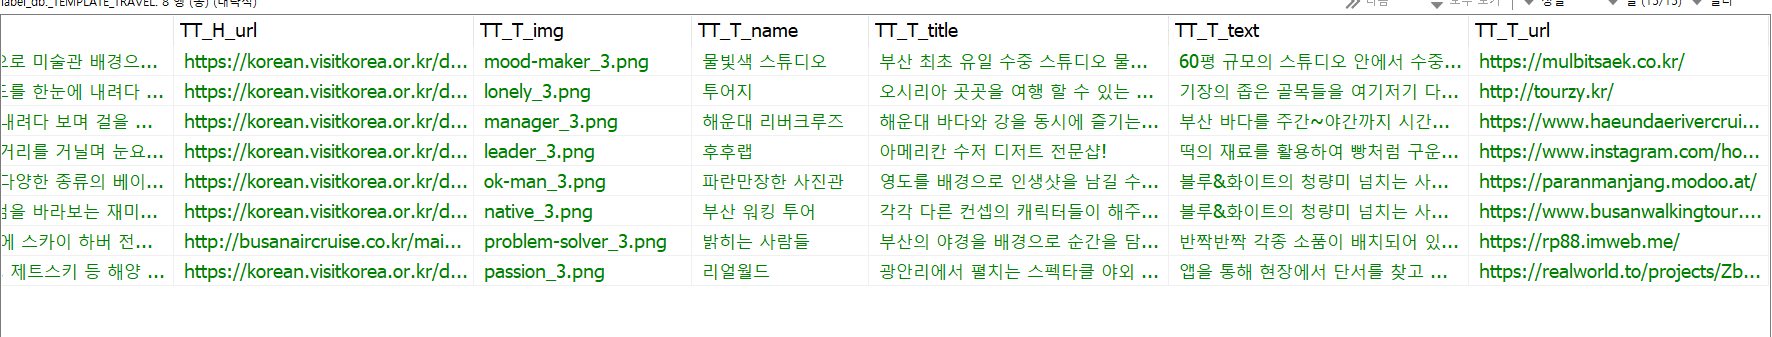 label_db._TEMPLATE_TRAVEL: 8 행 (총) (대략적) 다음 모두 보기 정렬
TT_H_url TT_T_img TT_T_name TT_T_title TT_T_text TT_T_url
으로 미술관 배경으... https://korean.visitkorea.or.kr/d... mood-maker_3.png 물빛색 스튜디오 부산 최초 유일 수중 스튜디오 물... 60평 규모의 스튜디오 안에서 수중... https://mulbitsaek.co.kr/
를 한눈에 내려다 ... https://korean.visitkorea.or.kr/d... lonely_3.png 투어지 오시리아 곳곳을 여행 할 수 있는 ... 기장의 좁은 골목들을 여기저기 다... http://tourzy.kr/
내려다 보며 걸을 ... https://korean.visitkorea.or.kr/d... manager_3.png 해운대 리버크루즈 해운대 바다와 강을 동시에 즐기는... 부산 바다를 주간~야간까지 시간... https://www.haeundaerivercrui...
거리를 거닐며 눈요... https://korean.visitkorea.or.kr/d... leader_3.png 후후랩 아메리칸 수저 디저트 전문샵! 떡의 재료를 활용하여 빵처럼 구운... https://www.instagram.com/ho...
다양한 종류의 베이... https://korean.visitkorea.or.kr/d... ok-man_3.png 파란만장한 사진관 영도를 배경으로 인생샷을 남길 수... 블루&화이트의 청량미 넘치는 사... https://paranmanjang.modoo.at/
을 바라보는 재미... https://korean.visitkorea.or.kr/d... native_3.png 부산 워킹 투어 각각 다른 컨셉의 캐릭터들이 해주... 블루&화이트의 청량미 넘치는 사... https://www.busanwalkingtour....
에 스카이 하버 전... http://busanaircruise.co.kr/mai... problem-solver_3.png 밝히는 사람들 부산의 야경을 배경으로 순간을 담... 반짝반짝 각종 소품이 배치되어 있... https://rp88.imweb.me/
제트스키 등 해양 ... https://korean.visitkorea.or.kr/d... passion_3.png 리얼월드 광안리에서 펼치는 스펙타클 야외 ... 앱을 통해 현장에서 단서를 찾고 ... https://realworld.to/projects/Zb...